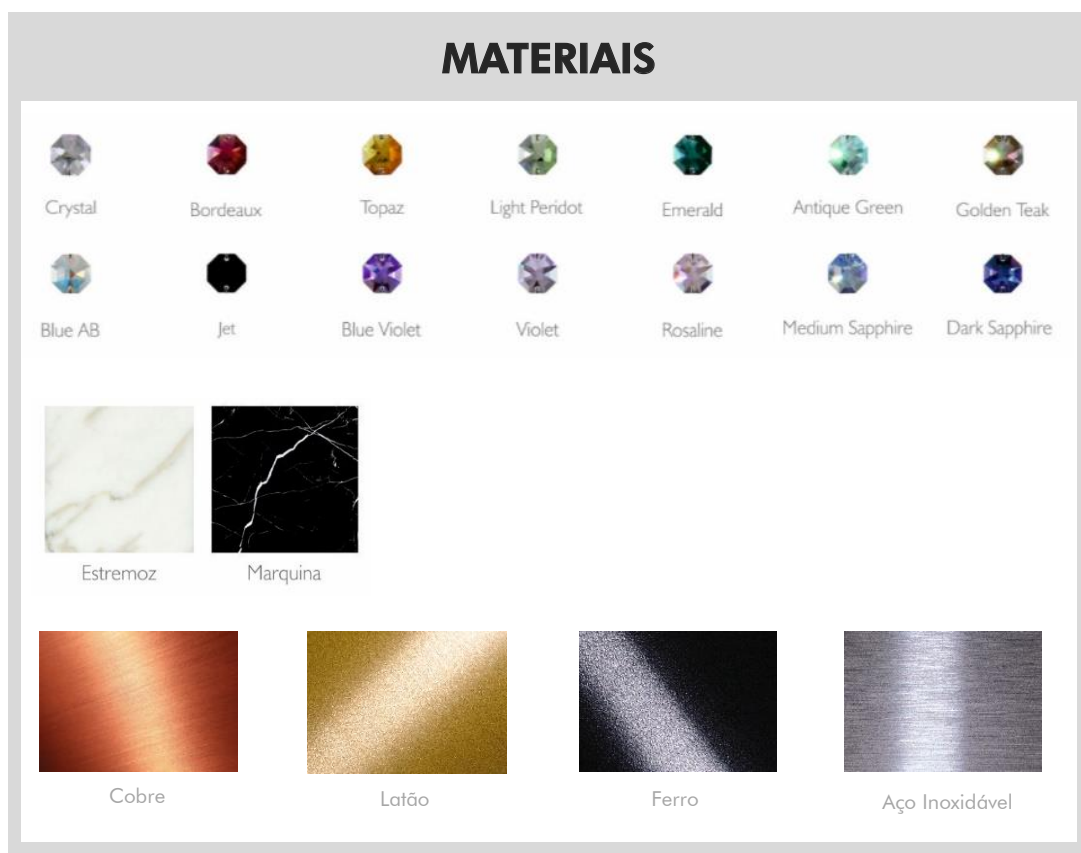 MATERIAIS
Crystal Bordeaux Topaz Light Peridot Emerald Antique Green Golden Teak
Blue AB Jet Blue Violet Violet Rosaline Medium Sapphire Dark Sapphire
Estremoz Marquina
Cobre Latão Ferro Aço Inoxidável